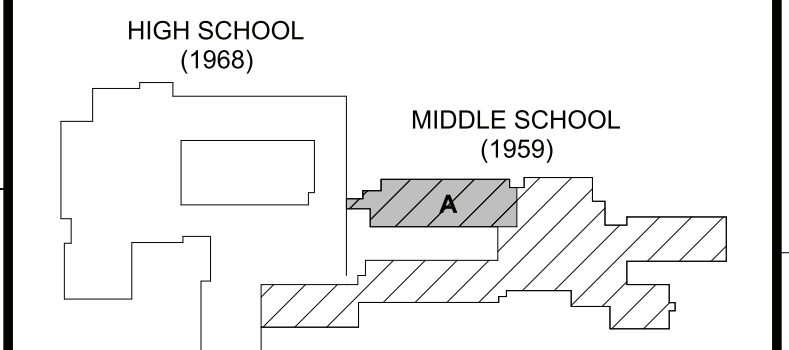 HIGH SCHOOL
(1968)
MIDDLE SCHOOL
(1959)
A